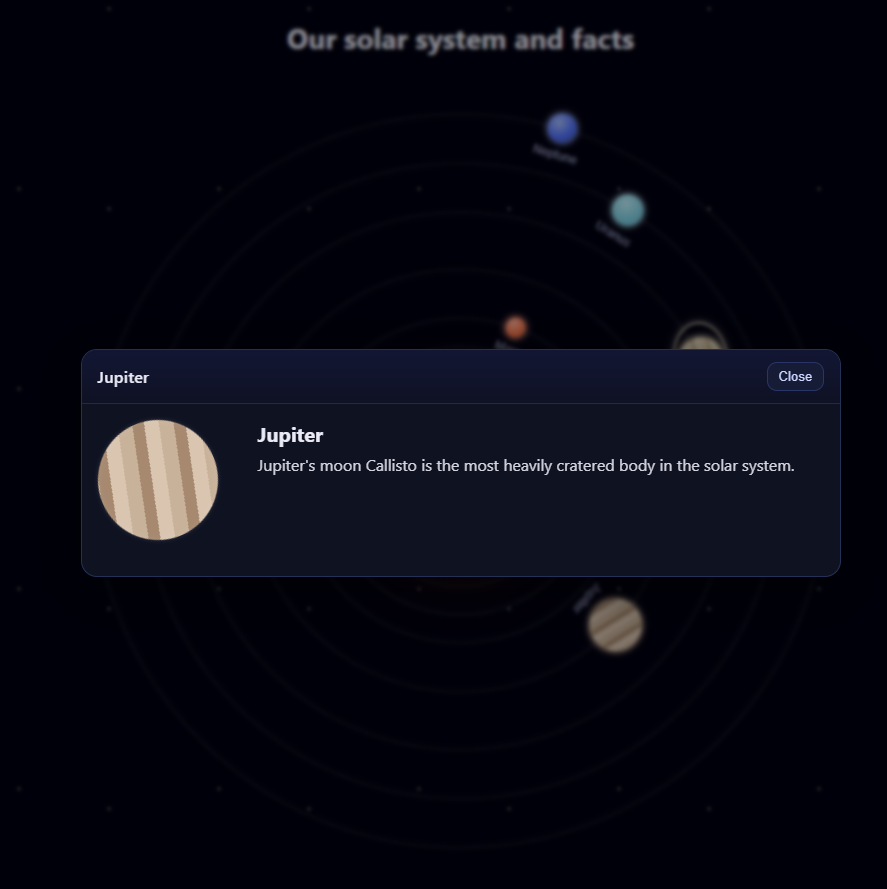 Our solar system and facts
Neptune
Uranus
Jupiter
Close
Jupiter
Jupiter's moon Callisto is the most heavily cratered body in the solar system.